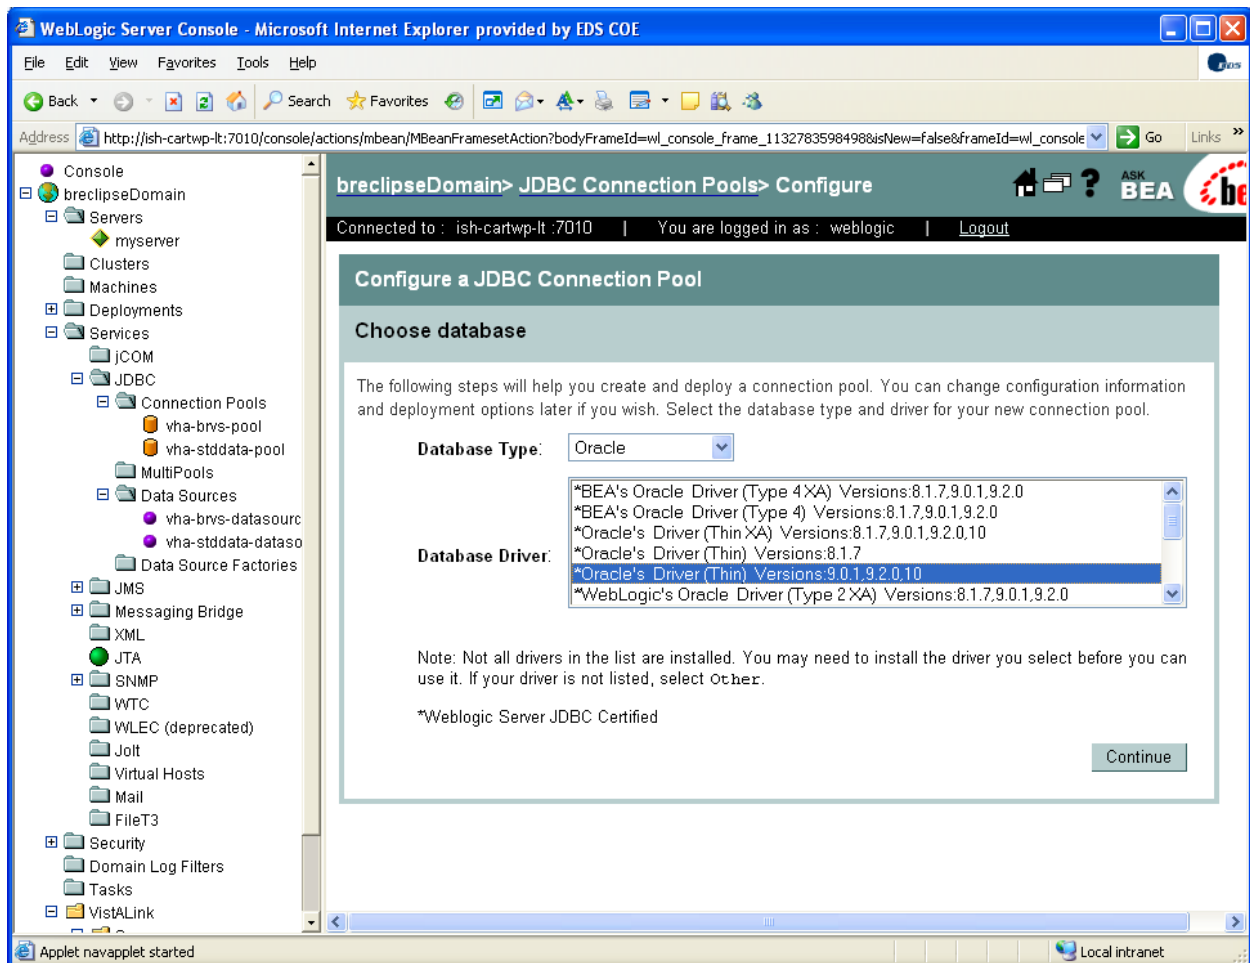 WebLogic Server Console - Microsoft Internet Explorer provided by EDS COE
File Edit View Favorites Tools Help
EDS
Back Search Favorites
Address http://ish-cartwp-lt:7010/console/actions/mbean/MBeanFramesetAction?bodyFrameId=wl_console_frame_1132783598498&isNew=false&frameId=wl_console Go Links »
Console
breclipseDomain
Servers
myserver
Clusters
Machines
Deployments
Services
jCOM
JDBC
Connection Pools
vha-brvs-pool
vha-stddata-pool
MultiPools
Data Sources
vha-brvs-datasourc
vha-stddata-dataso
Data Source Factories
JMS
Messaging Bridge
XML
JTA
SNMP
WTC
WLEC (deprecated)
Jolt
Virtual Hosts
Mail
FileT3
Security
Domain Log Filters
Tasks
VistALink
breclipseDomain> JDBC Connection Pools> Configure
? ASK BEA be
Connected to : ish-cartwp-lt :7010 | You are logged in as : weblogic | Logout
Configure a JDBC Connection Pool
Choose database
The following steps will help you create and deploy a connection pool. You can change configuration information
and deployment options later if you wish. Select the database type and driver for your new connection pool.
Database Type: Oracle
Database Driver:
*BEA's Oracle Driver (Type 4 XA) Versions:8.1.7,9.0.1,9.2.0
*BEA's Oracle Driver (Type 4) Versions:8.1.7,9.0.1,9.2.0
*Oracle's Driver (Thin XA) Versions:8.1.7,9.0.1,9.2.0,10
*Oracle's Driver (Thin) Versions:8.1.7
*Oracle's Driver (Thin) Versions:9.0.1,9.2.0,10
*WebLogic's Oracle Driver (Type 2 XA) Versions:8.1.7,9.0.1,9.2.0
Note: Not all drivers in the list are installed. You may need to install the driver you select before you can
use it. If your driver is not listed, select Other.
*Weblogic Server JDBC Certified
Continue
Applet navapplet started
Local intranet